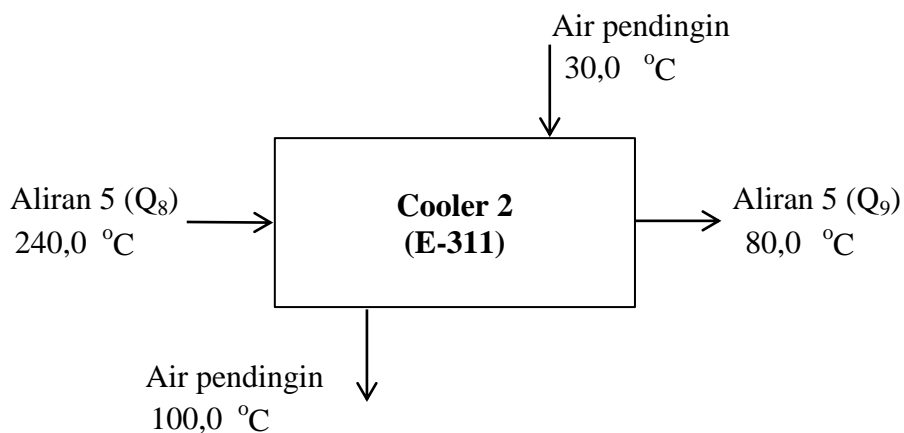 Air pendingin
30,0 °C
Aliran 5 (Q₈)
240,0 °C
Cooler 2
(E-311)
Aliran 5 (Q₉)
80,0 °C
Air pendingin
100,0 °C